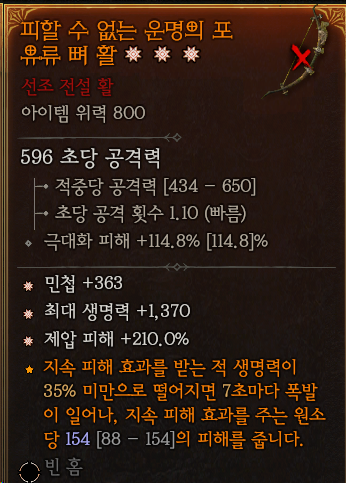 피할 수 없는 운명의 포
유류 뼈 활
선조 전설 활
아이템 위력 800
596 초당 공격력
적중당 공격력 [434 - 650]
초당 공격 횟수 1.10 (빠름)
극대화 피해 +114.8% [114.8]%
민첩 +363
최대 생명력 +1,370
제압 피해 +210.0%
지속 피해 효과를 받는 적 생명력이
35% 미만으로 떨어지면 7초마다 폭발
이 일어나, 지속 피해 효과를 주는 원소
당 154 [88 - 154]의 피해를 줍니다.
빈 홈